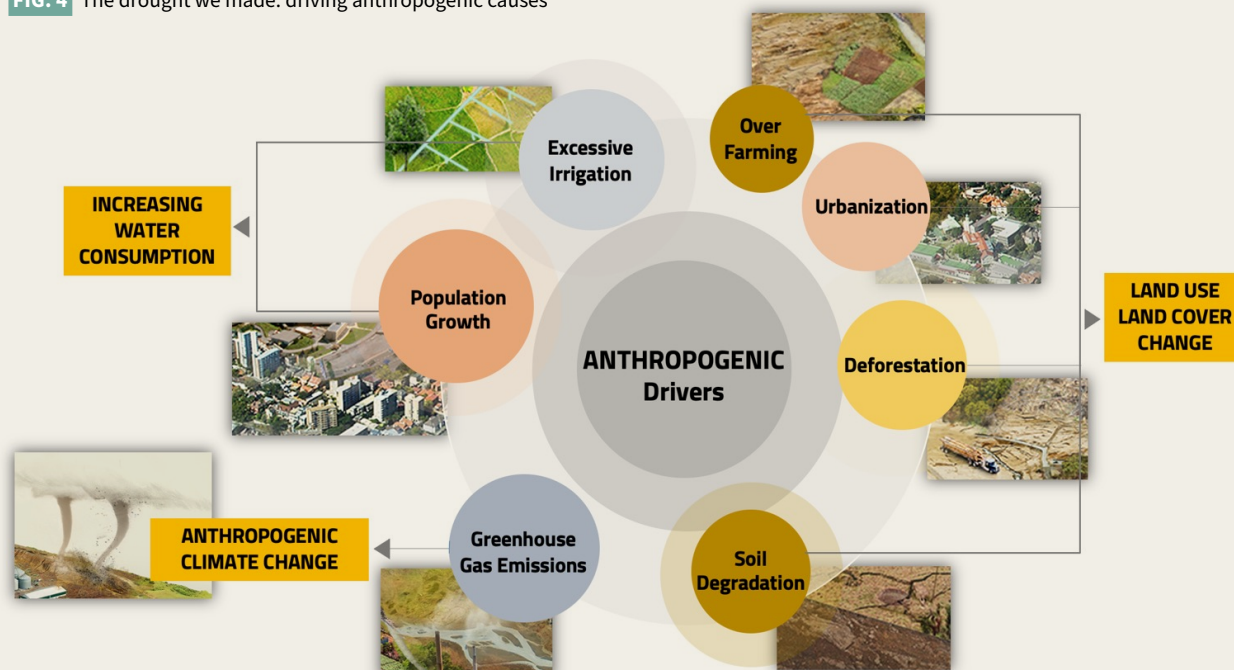 FIG. 4 The drought we made: driving anthropogenic causes
Excessive
Irrigation
Over
Farming
Urbanization
INCREASING
WATER
CONSUMPTION
Population
Growth
LAND USE
LAND COVER
CHANGE
ANTHROPOGENIC
Drivers
Deforestation
ANTHROPOGENIC
CLIMATE CHANGE
Greenhouse
Gas Emissions
Soil
Degradation